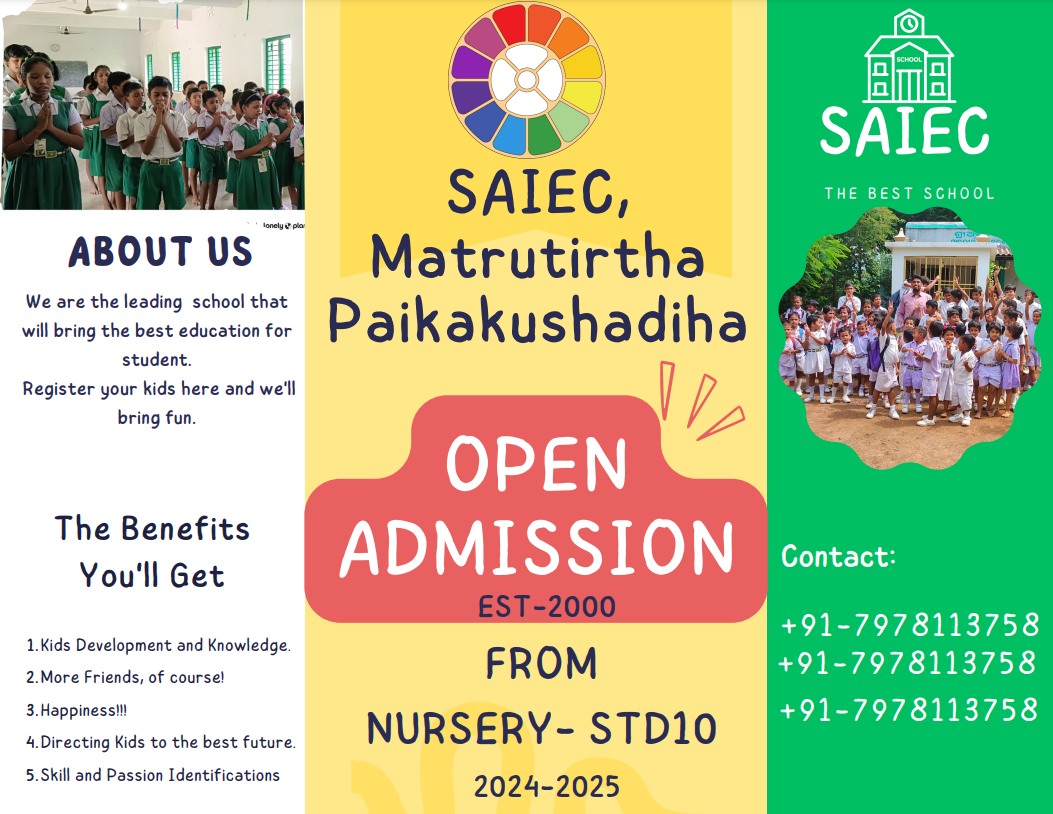 lonely pla
ABOUT US
We are the leading school that
will bring the best education for
student.
Register your kids here and we'll
bring fun.
The Benefits
You'll Get
1.Kids Development and Knowledge.
2.More Friends, of course!
3.Happiness!!!
4.Directing Kids to the best future.
5.Skill and Passion Identifications
SAIEC,
Matrutirtha
Paikakushadiha
OPEN
ADMISSION
EST-2000
FROM
NURSERY- STD10
2024-2025
SCHOOL
SAIEC
THE BEST SCHOOL
Contact:
+91-7978113758
+91-7978113758
+91-7978113758